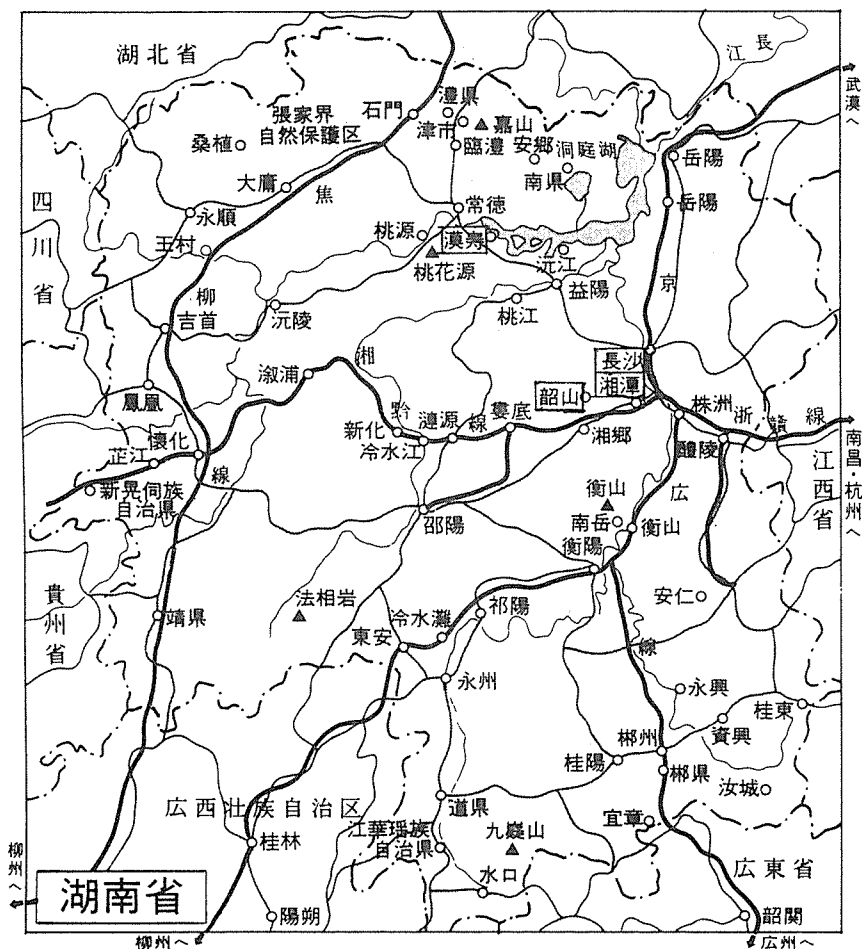 湖北省
江
長
武漢へ
張家界
自然保護区
石門
澧県
津市
嘉山
臨澧
安郷
洞庭湖
南県
桑植
大庸
焦
岳陽
岳陽
四川省
永順
王村
常徳
桃源
漢寿
桃花源
沅江
京
益陽
桃江
柳
吉首
沅陵
長沙
湘潭
韶山
湘
漵浦
鳳凰
黔
新化
冷水江
漣源
線
婁底
湘郷
株洲
浙
贛
線
醴陵
南昌・杭州へ
江西省
懐化
芷江
線
新晃侗族
自治県
邵陽
広
衡山
南岳
衡山
衡陽
貴州省
法相岩
靖県
冷水灘
祁陽
東安
安仁
線
永州
永興
桂東
資興
郴州
桂陽
郴県
汝城
広西壮族自治区
道県
江華瑶族
自治県
九嶷山
宜章
桂林
水口
広東省
柳州へ
湖南省
陽朔
韶関
柳州へ
広州へ